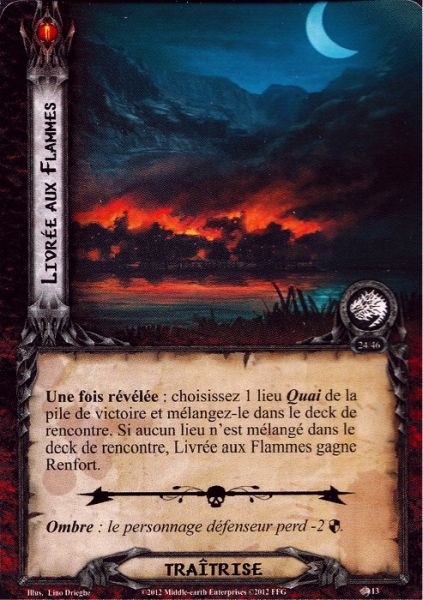 LIVRÉE AUX FLAMMES
24/46
Une fois révélée : choisissez 1 lieu Quai de la
pile de victoire et mélangez-le dans le deck de
rencontre. Si aucun lieu n'est mélangé dans le
deck de rencontre, Livrée aux Flammes gagne
Renfort.
Ombre : le personnage défenseur perd -2 .
TRAÎTRISE
Illus. Lino Drieghe ©2012 Middle-earth Enterprises ©2012 FFG 13